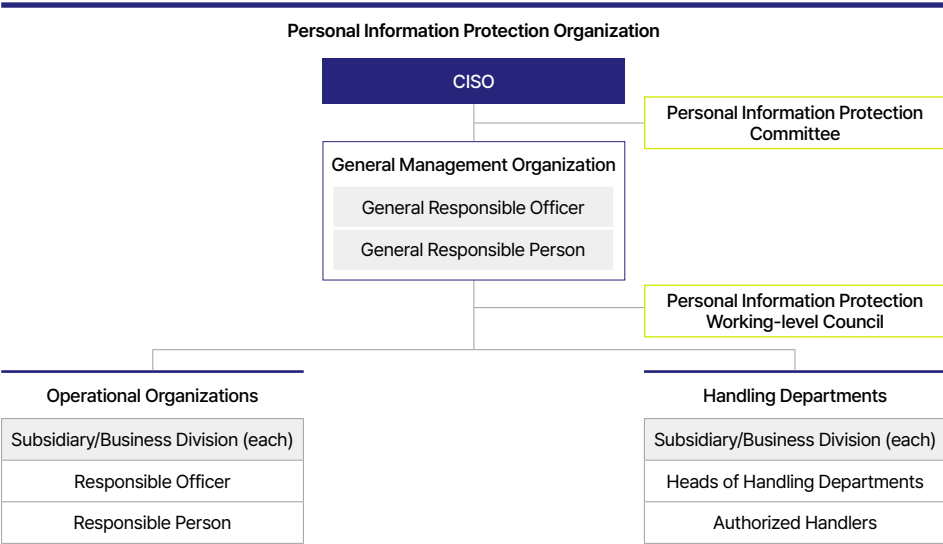 Personal Information Protection Organization
CISO
Personal Information Protection
Committee
General Management Organization
General Responsible Officer
General Responsible Person
Personal Information Protection
Working-level Council
Operational Organizations
Subsidiary/Business Division (each)
Responsible Officer
Responsible Person
Handling Departments
Subsidiary/Business Division (each)
Heads of Handling Departments
Authorized Handlers